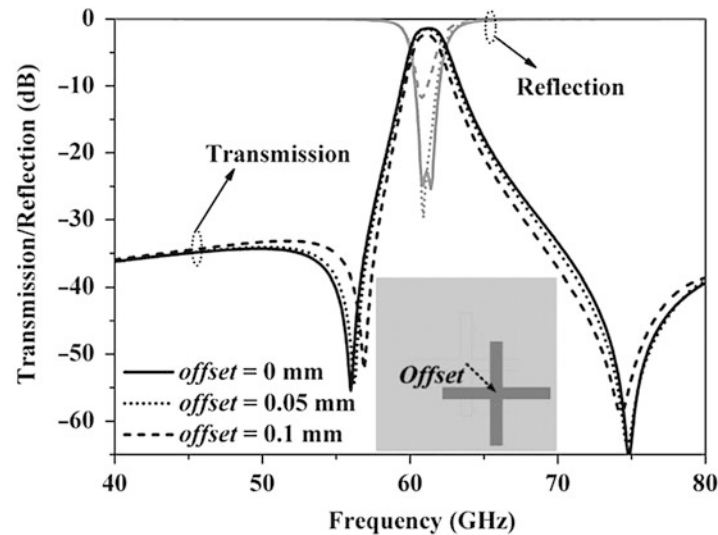 0
−10
−20
−30
−40
−50
−60
Transmission/Reflection (dB)
Reflection
Transmission
Offset
offset = 0 mm
offset = 0.05 mm
offset = 0.1 mm
40
50
60
70
80
Frequency (GHz)